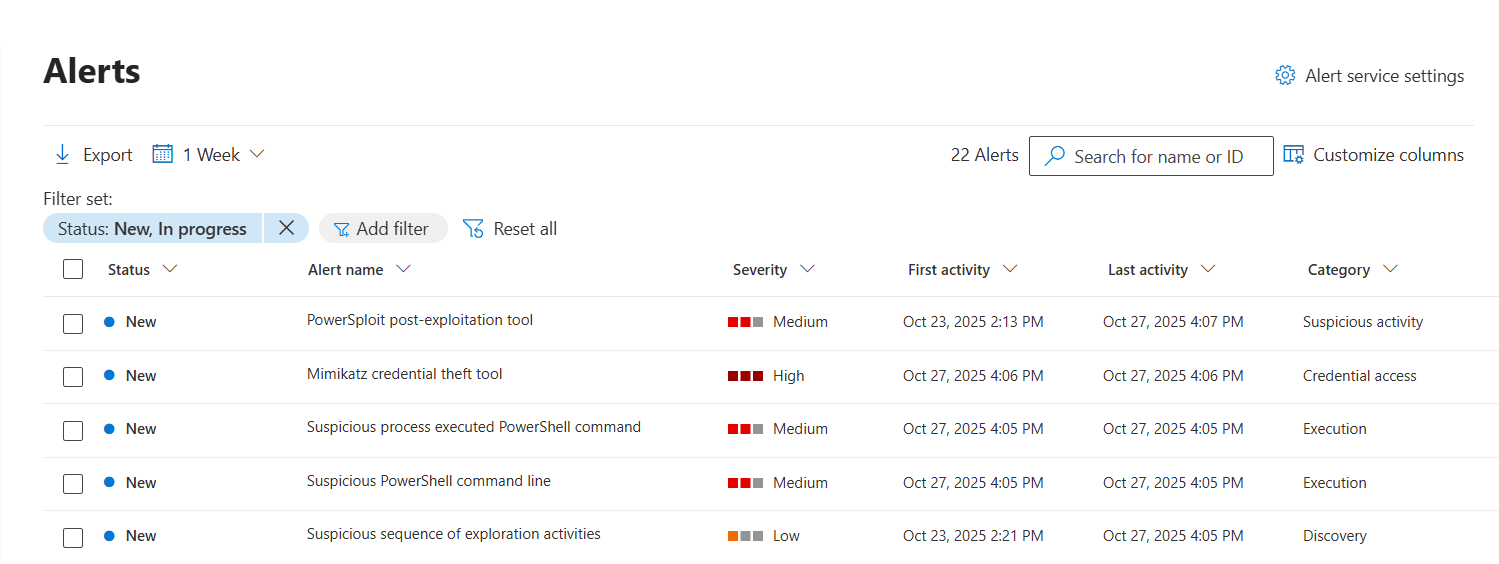 Alerts
Alert service settings
Export 1 Week 22 Alerts Search for name or ID Customize columns
Filter set:
Status: New, In progress Add filter Reset all
Status Alert name Severity First activity Last activity Category
New PowerSploit post-exploitation tool Medium Oct 23, 2025 2:13 PM Oct 27, 2025 4:07 PM Suspicious activity
New Mimikatz credential theft tool High Oct 27, 2025 4:06 PM Oct 27, 2025 4:06 PM Credential access
New Suspicious process executed PowerShell command Medium Oct 27, 2025 4:05 PM Oct 27, 2025 4:05 PM Execution
New Suspicious PowerShell command line Medium Oct 27, 2025 4:05 PM Oct 27, 2025 4:05 PM Execution
New Suspicious sequence of exploration activities Low Oct 23, 2025 2:21 PM Oct 27, 2025 4:05 PM Discovery